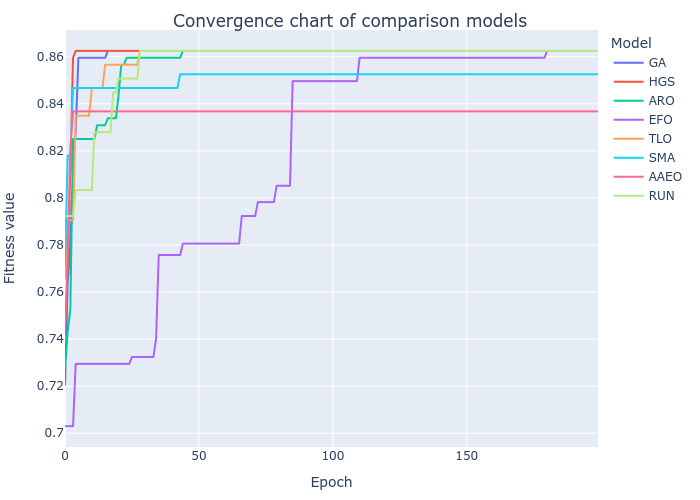 Convergence chart of comparison models
Fitness value
0.86
0.84
0.82
0.8
0.78
0.76
0.74
0.72
0.7
0
50
100
150
Epoch
Model
GA
HGS
ARO
EFO
TLO
SMA
AAEO
RUN